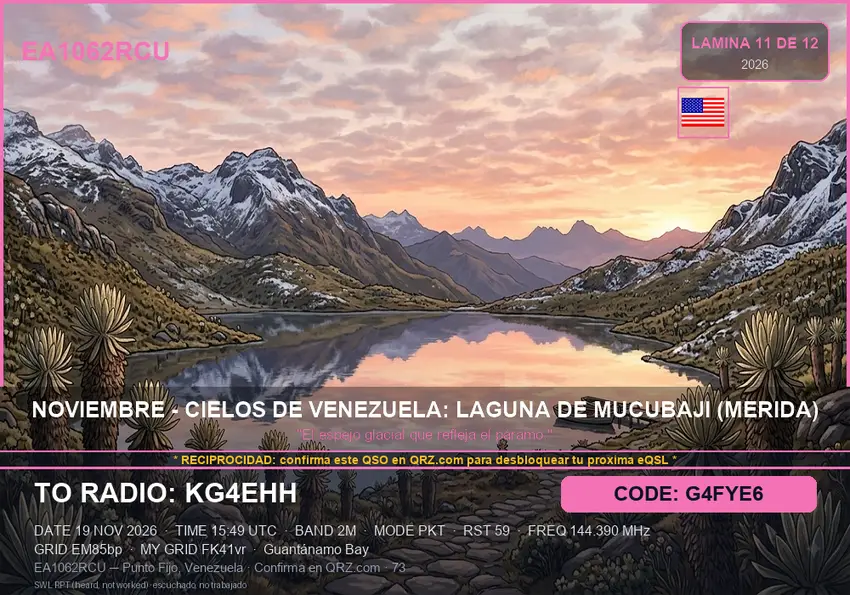 EA1062RCU
LAMINA 11 DE 12
2026
NOVIEMBRE - CIELOS DE VENEZUELA: LAGUNA DE MUCUBAJI (MERIDA)
"El espejo glacial que refleja el paramo."
* RECIPROCIDAD: confirma este QSO en QRZ.com para desbloquear tu proxima eQSL *
TO RADIO: KG4EHH
CODE: G4FYE6
DATE 19 NOV 2026 · TIME 15:49 UTC · BAND 2M · MODE PKT · RST 59 · FREQ 144.390 MHz
GRID EM85bp · MY GRID FK41vr · Guantánamo Bay
EA1062RCU — Punto Fijo, Venezuela · Confirma en QRZ.com · 73
SWL RPT (heard, not worked) · escuchado, no trabajado